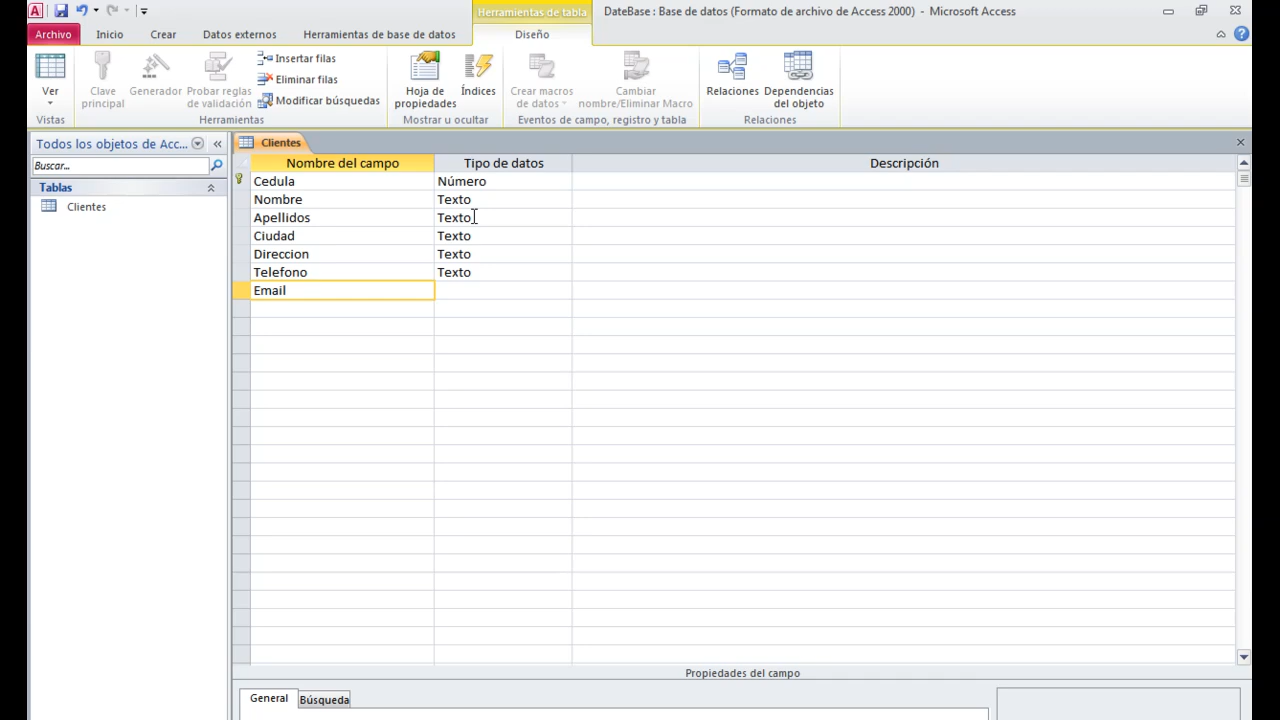 DateBase : Base de datos (Formato de archivo de Access 2000) - Microsoft Access
Herramientas de tabla
Archivo Inicio Crear Datos externos Herramientas de base de datos Diseño
Ver
Vistas
Clave principal
Generador
Probar reglas de validación
Insertar filas
Eliminar filas
Modificar búsquedas
Herramientas
Hoja de propiedades
Índices
Mostrar u ocultar
Crear macros de datos
Cambiar nombre/Eliminar Macro
Eventos de campo, registro y tabla
Relaciones
Dependencias del objeto
Relaciones
Todos los objetos de Acc...
Buscar...
Tablas
Clientes
Clientes
Nombre del campo Tipo de datos Descripción
Cedula Número
Nombre Texto
Apellidos Texto
Ciudad Texto
Direccion Texto
Telefono Texto
Email
Propiedades del campo
General Búsqueda